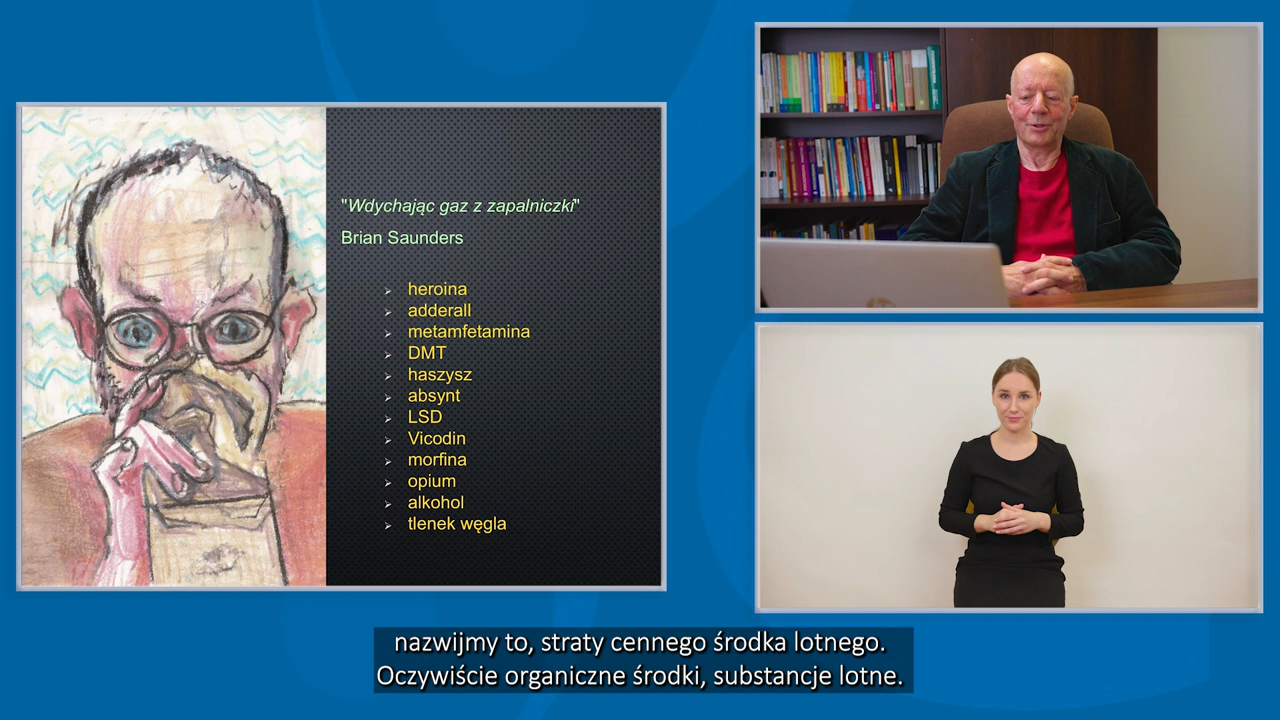 "Wdychając gaz z zapalniczki"
Brian Saunders
heroina
adderall
metamfetamina
DMT
haszysz
absynt
LSD
Vicodin
morfina
opium
alkohol
tlenek węgla
nazwijmy to, straty cennego środka lotnego.
Oczywiście organiczne środki, substancje lotne.